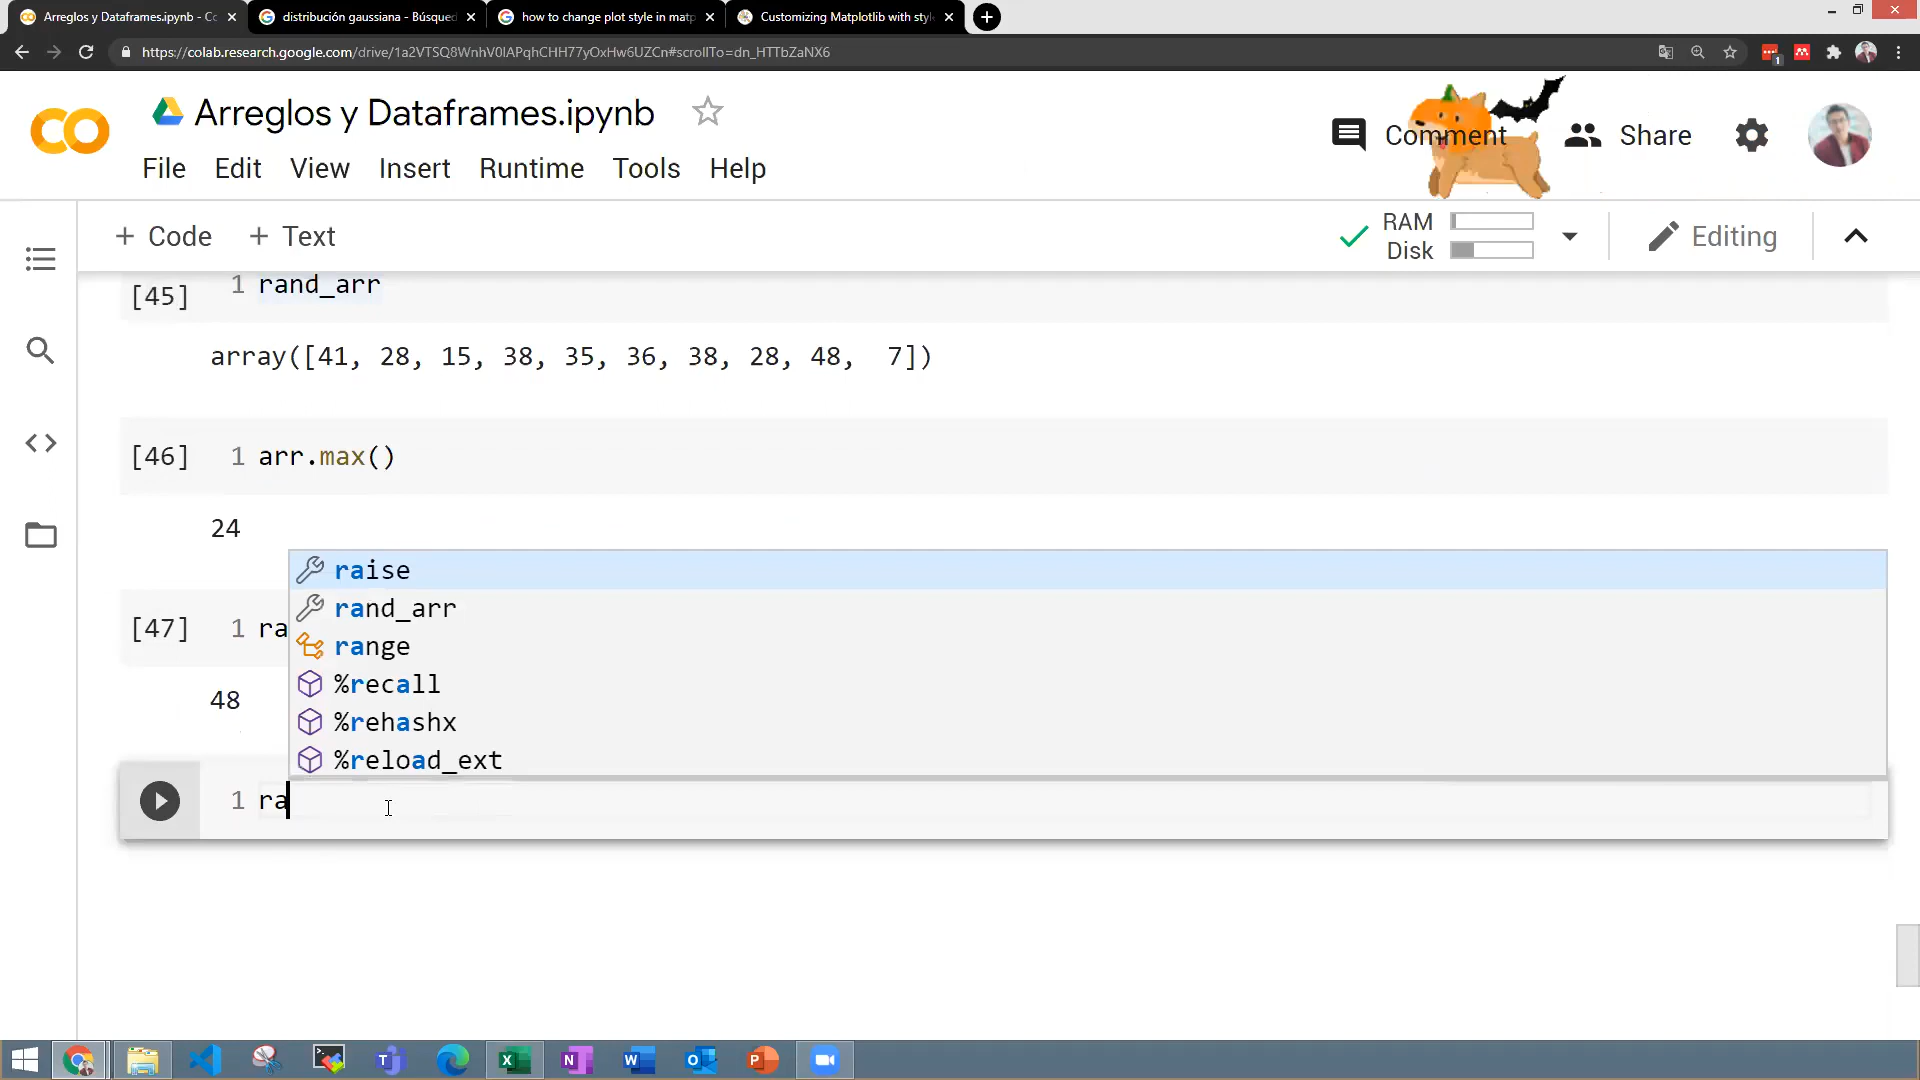 Arreglos y Dataframes.ipynb - Co
distribución gaussiana - Búsqued
how to change plot style in matp
Customizing Matplotlib with styl
https://colab.research.google.com/drive/1a2VTSQ8WnhV0lAPqhCHH77yOxHw6UZCn#scrollTo=dn_HTTbZaNX6
Arreglos y Dataframes.ipynb
Comment
Share
File Edit View Insert Runtime Tools Help
+ Code + Text
RAM
Disk
Editing
[45] 1 rand_arr
array([41, 28, 15, 38, 35, 36, 38, 28, 48,  7])
[46] 1 arr.max()
24
raise
rand_arr
range
%recall
%rehashx
%reload_ext
[47] 1 ra
48
1 ra